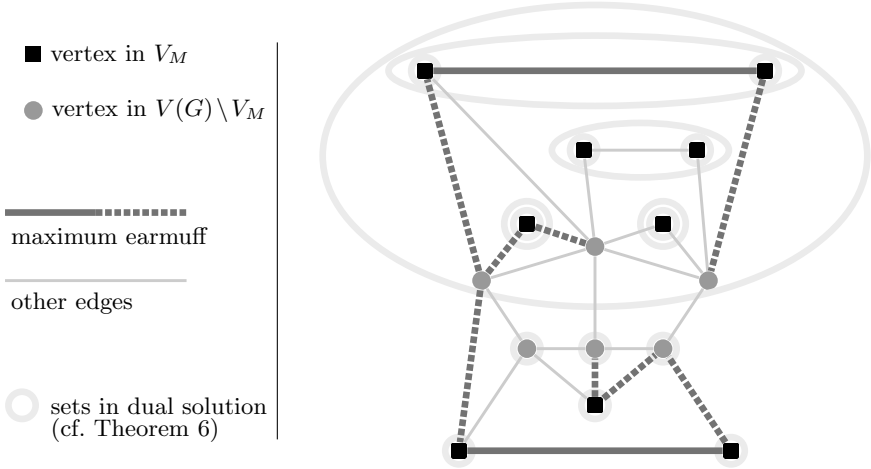 vertex in V_M
vertex in V(G)\V_M
maximum earmuff
other edges
sets in dual solution
(cf. Theorem 6)